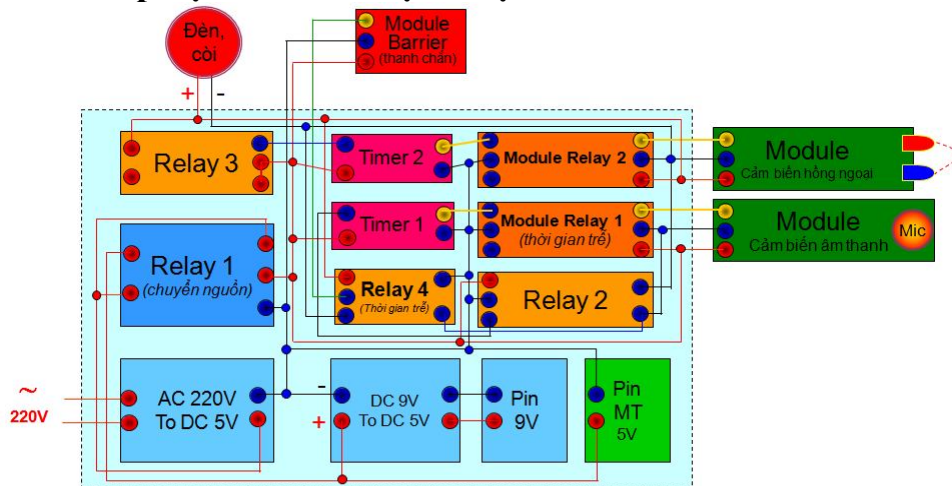 Đèn,
còi
+
-
Module
Barrier
(thanh chắn)
Relay 3
Timer 2
Module Relay 2
Module
Cảm biến hồng ngoại
Timer 1
Module Relay 1
(thời gian trễ)
Module
Cảm biến âm thanh
Mic
Relay 1
(chuyển nguồn)
Relay 4
(Thời gian trễ)
Relay 2
~
220V
AC 220V
To DC 5V
-
+
DC 9V
To DC 5V
Pin
9V
Pin
MT
5V